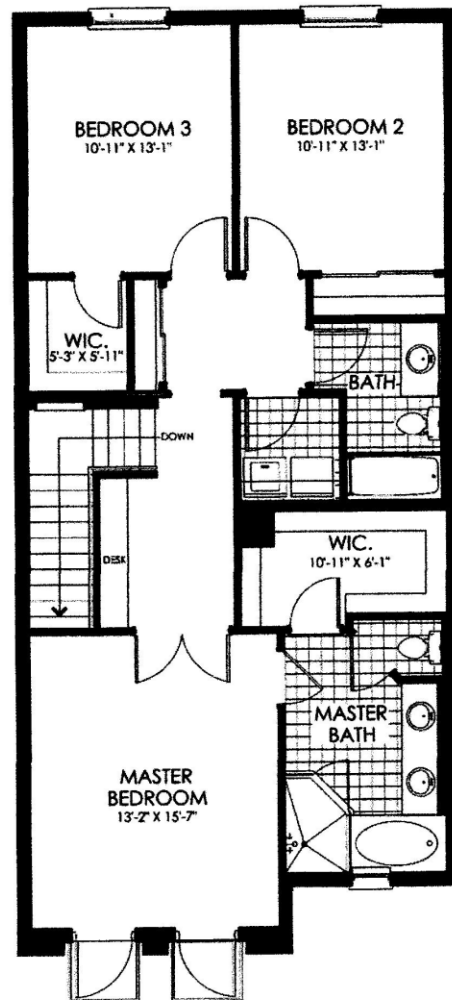 BEDROOM 3
10'-11" X 13'-1"
BEDROOM 2
10'-11" X 13'-1"
WIC.
5'-3" X 5'-11"
BATH
DOWN
DESK
WIC.
10'-11" X 6'-1"
MASTER
BATH
MASTER
BEDROOM
13'-2" X 15'-7"